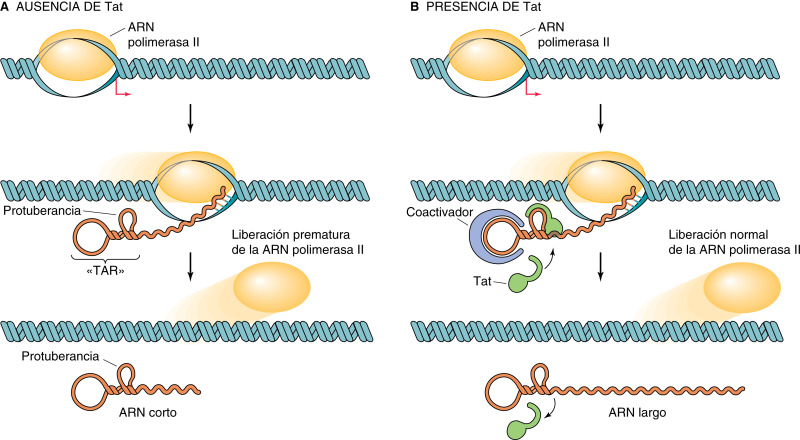 A AUSENCIA DE Tat
ARN
polimerasa II
Protuberancia
«TAR»
Liberación prematura
de la ARN polimerasa II
Protuberancia
ARN corto
B PRESENCIA DE Tat
ARN
polimerasa II
Coactivador
Tat
Liberación normal
de la ARN polimerasa II
ARN largo